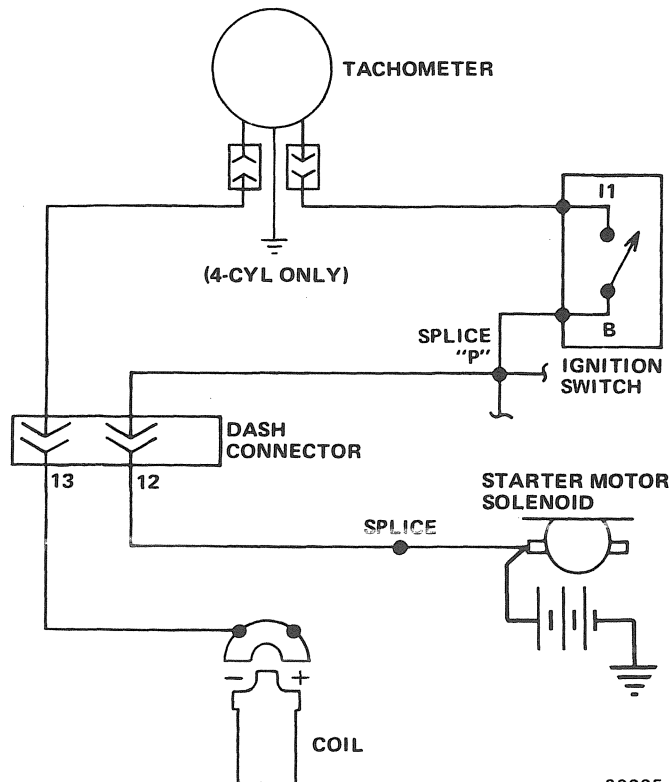 TACHOMETER
I1
(4-CYL ONLY)
B
SPLICE
"P"
IGNITION
SWITCH
DASH
CONNECTOR
13
12
STARTER MOTOR
SOLENOID
SPLICE
- +
COIL